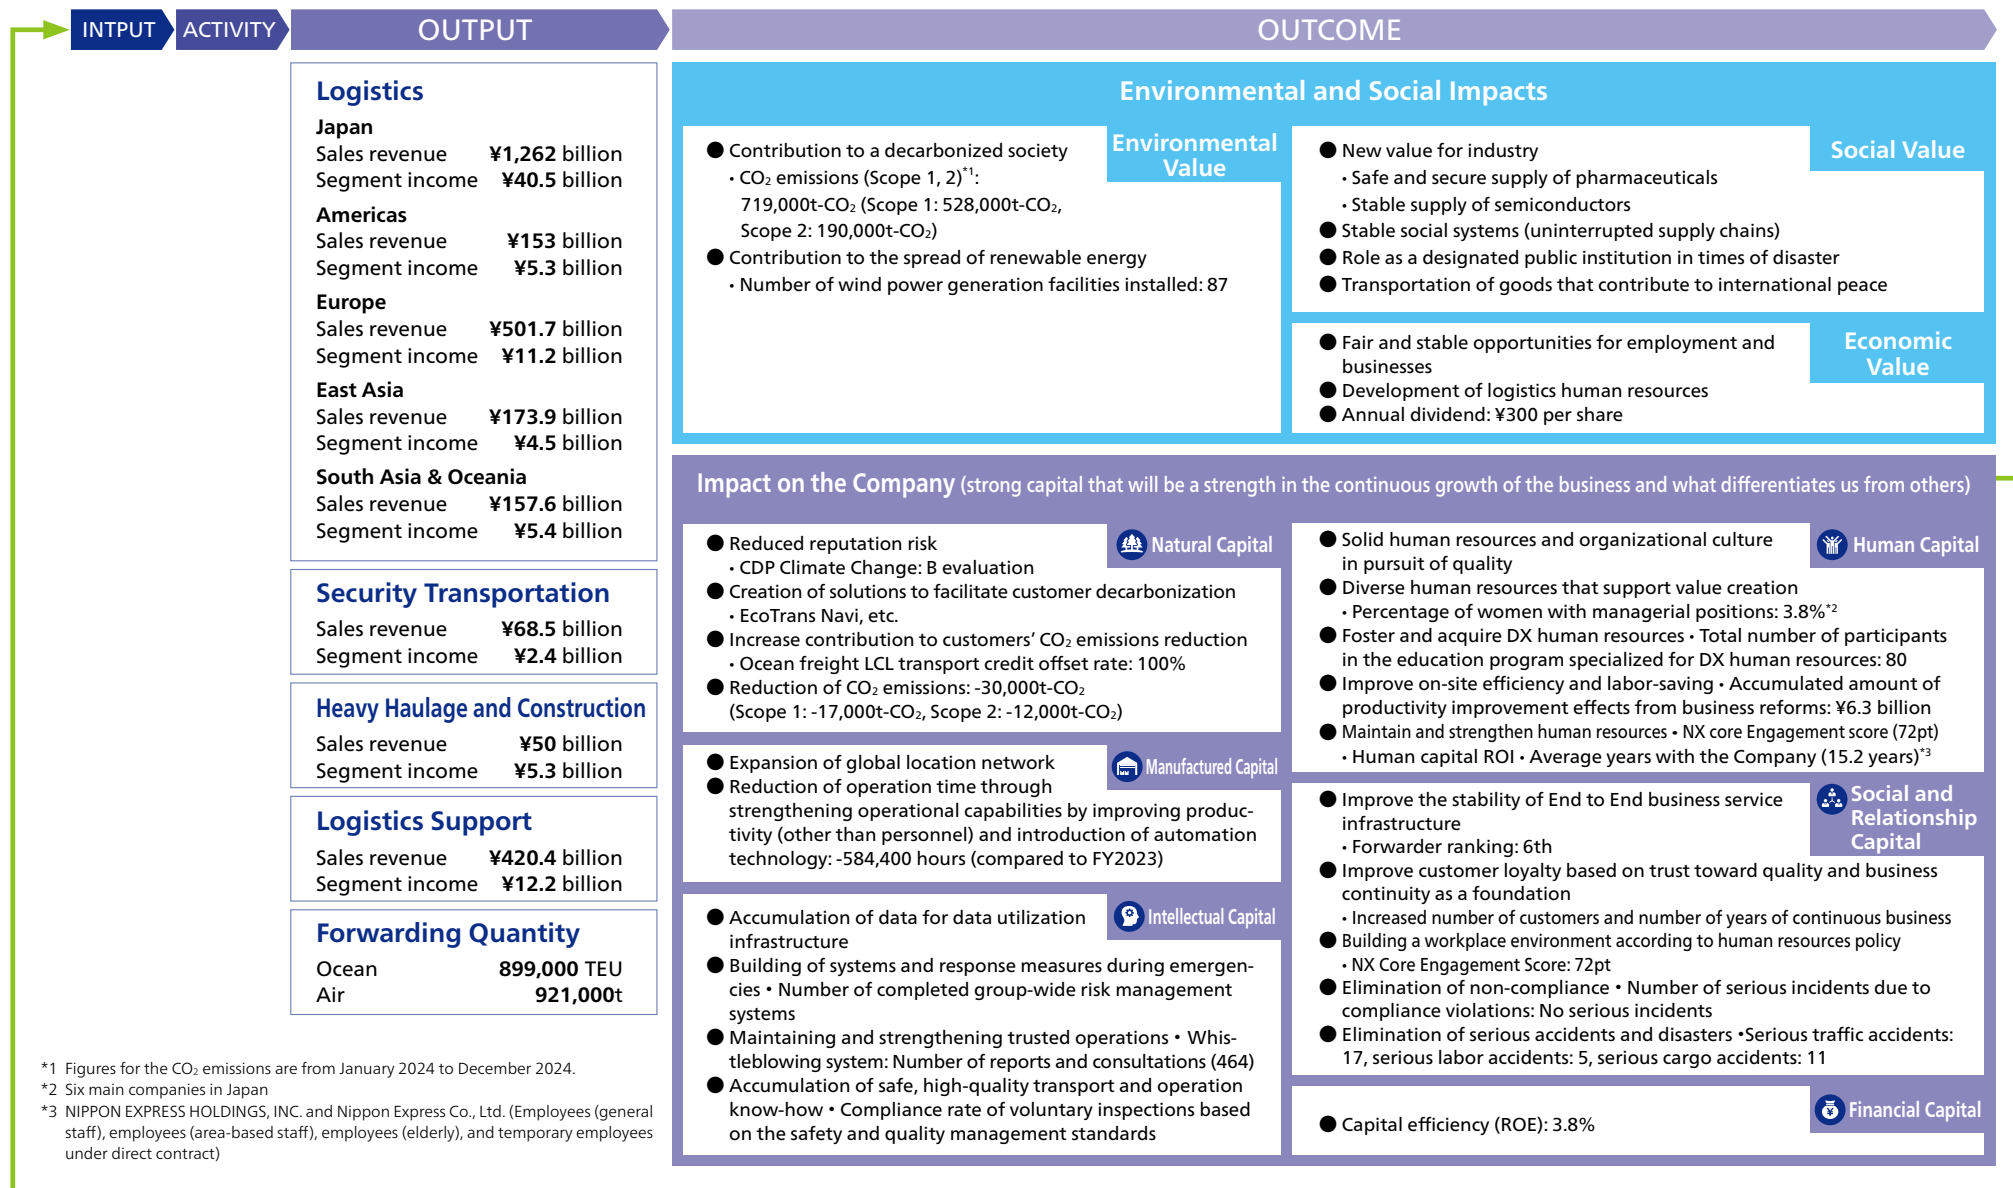 INTPUT
ACTIVITY
OUTPUT
OUTCOME
Logistics
Japan
Sales revenue ¥1,262 billion
Segment income ¥40.5 billion
Americas
Sales revenue ¥153 billion
Segment income ¥5.3 billion
Europe
Sales revenue ¥501.7 billion
Segment income ¥11.2 billion
East Asia
Sales revenue ¥173.9 billion
Segment income ¥4.5 billion
South Asia & Oceania
Sales revenue ¥157.6 billion
Segment income ¥5.4 billion
Security Transportation
Sales revenue ¥68.5 billion
Segment income ¥2.4 billion
Heavy Haulage and Construction
Sales revenue ¥50 billion
Segment income ¥5.3 billion
Logistics Support
Sales revenue ¥420.4 billion
Segment income ¥12.2 billion
Forwarding Quantity
Ocean 899,000 TEU
Air 921,000t
*1 Figures for the CO₂ emissions are from January 2024 to December 2024.
*2 Six main companies in Japan
*3 NIPPON EXPRESS HOLDINGS, INC. and Nippon Express Co., Ltd. (Employees (general
staff), employees (area-based staff), employees (elderly), and temporary employees
under direct contract)
Environmental and Social Impacts
Environmental
Value
● Contribution to a decarbonized society
・CO₂ emissions (Scope 1, 2)*1:
719,000t-CO₂ (Scope 1: 528,000t-CO₂,
Scope 2: 190,000t-CO₂)
● Contribution to the spread of renewable energy
・Number of wind power generation facilities installed: 87
Social Value
● New value for industry
・Safe and secure supply of pharmaceuticals
・Stable supply of semiconductors
● Stable social systems (uninterrupted supply chains)
● Role as a designated public institution in times of disaster
● Transportation of goods that contribute to international peace
Economic
Value
● Fair and stable opportunities for employment and
businesses
● Development of logistics human resources
● Annual dividend: ¥300 per share
Impact on the Company (strong capital that will be a strength in the continuous growth of the business and what differentiates us from others)
Natural Capital
● Reduced reputation risk
・CDP Climate Change: B evaluation
● Creation of solutions to facilitate customer decarbonization
・EcoTrans Navi, etc.
● Increase contribution to customers’ CO₂ emissions reduction
・Ocean freight LCL transport credit offset rate: 100%
● Reduction of CO₂ emissions: -30,000t-CO₂
(Scope 1: -17,000t-CO₂, Scope 2: -12,000t-CO₂)
Manufactured Capital
● Expansion of global location network
● Reduction of operation time through
strengthening operational capabilities by improving produc-
tivity (other than personnel) and introduction of automation
technology: -584,400 hours (compared to FY2023)
Intellectual Capital
● Accumulation of data for data utilization
infrastructure
● Building of systems and response measures during emergen-
cies・Number of completed group-wide risk management
systems
● Maintaining and strengthening trusted operations・Whis-
tleblowing system: Number of reports and consultations (464)
● Accumulation of safe, high-quality transport and operation
know-how・Compliance rate of voluntary inspections based
on the safety and quality management standards
Human Capital
● Solid human resources and organizational culture
in pursuit of quality
● Diverse human resources that support value creation
・Percentage of women with managerial positions: 3.8%*2
● Foster and acquire DX human resources・Total number of participants
in the education program specialized for DX human resources: 80
● Improve on-site efficiency and labor-saving・Accumulated amount of
productivity improvement effects from business reforms: ¥6.3 billion
● Maintain and strengthen human resources・NX core Engagement score (72pt)
・Human capital ROI・Average years with the Company (15.2 years)*3
Social and
Relationship
Capital
● Improve the stability of End to End business service
infrastructure
・Forwarder ranking: 6th
● Improve customer loyalty based on trust toward quality and business
continuity as a foundation
・Increased number of customers and number of years of continuous business
● Building a workplace environment according to human resources policy
・NX Core Engagement Score: 72pt
● Elimination of non-compliance・Number of serious incidents due to
compliance violations: No serious incidents
● Elimination of serious accidents and disasters ・Serious traffic accidents:
17, serious labor accidents: 5, serious cargo accidents: 11
Financial Capital
● Capital efficiency (ROE): 3.8%